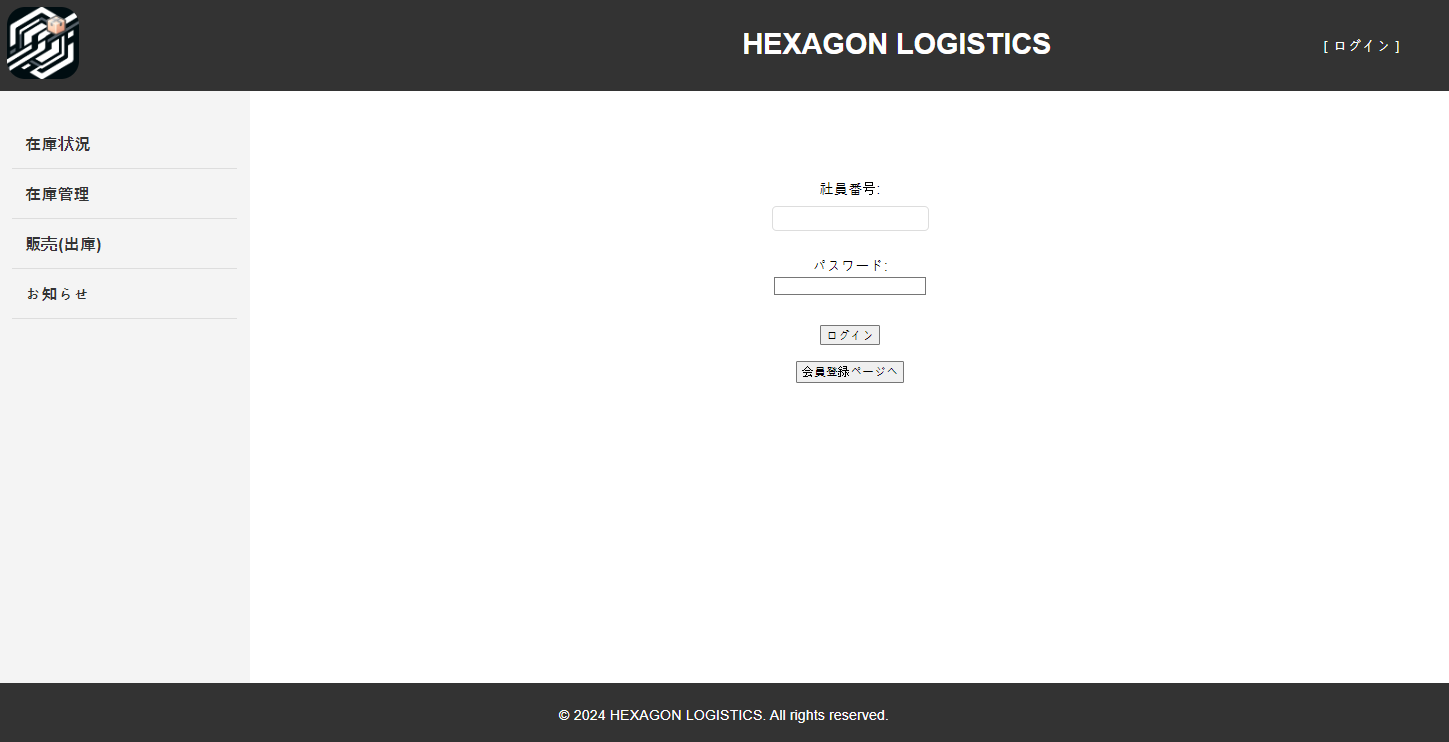 HEXAGON LOGISTICS
[ ログイン ]
在庫状況
在庫管理
販売(出庫)
お知らせ
社員番号:
パスワード:
ログイン
会員登録ページへ
© 2024 HEXAGON LOGISTICS. All rights reserved.